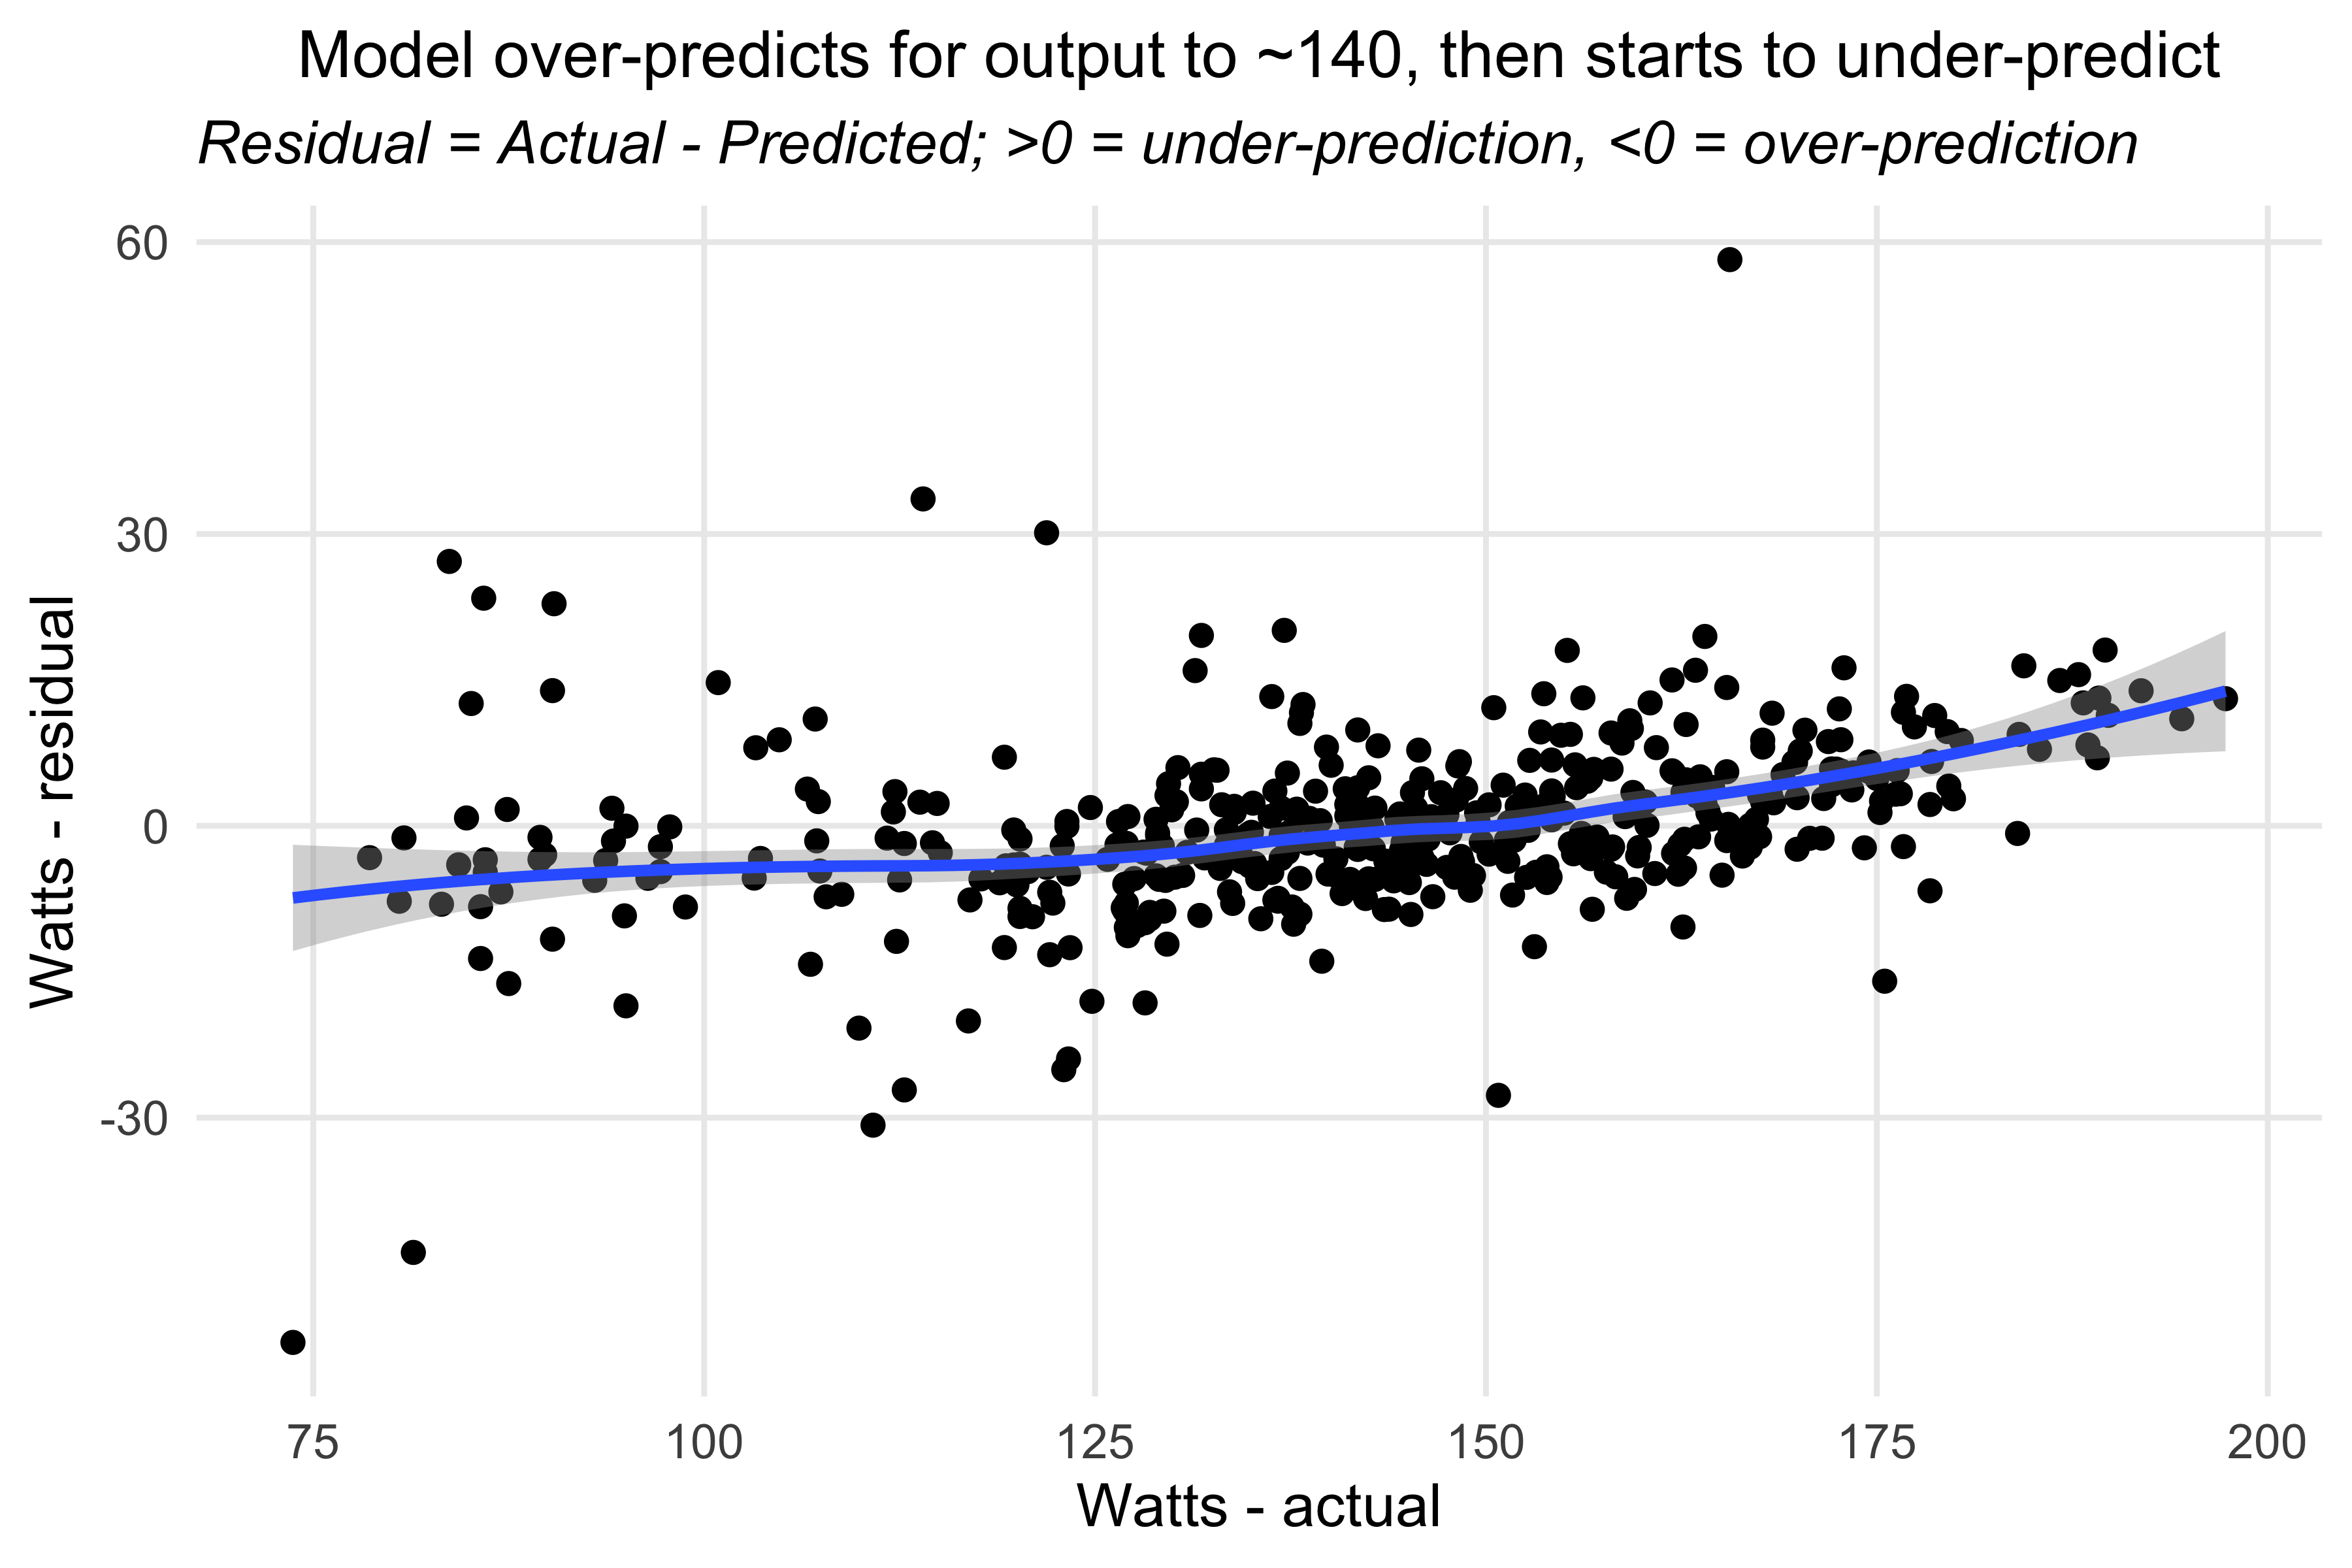 Model over-predicts for output to ~140, then starts to under-predict
Residual = Actual - Predicted; >0 = under-prediction, <0 = over-prediction
60
30
0
-30
Watts - residual
75 100 125 150 175 200
Watts - actual